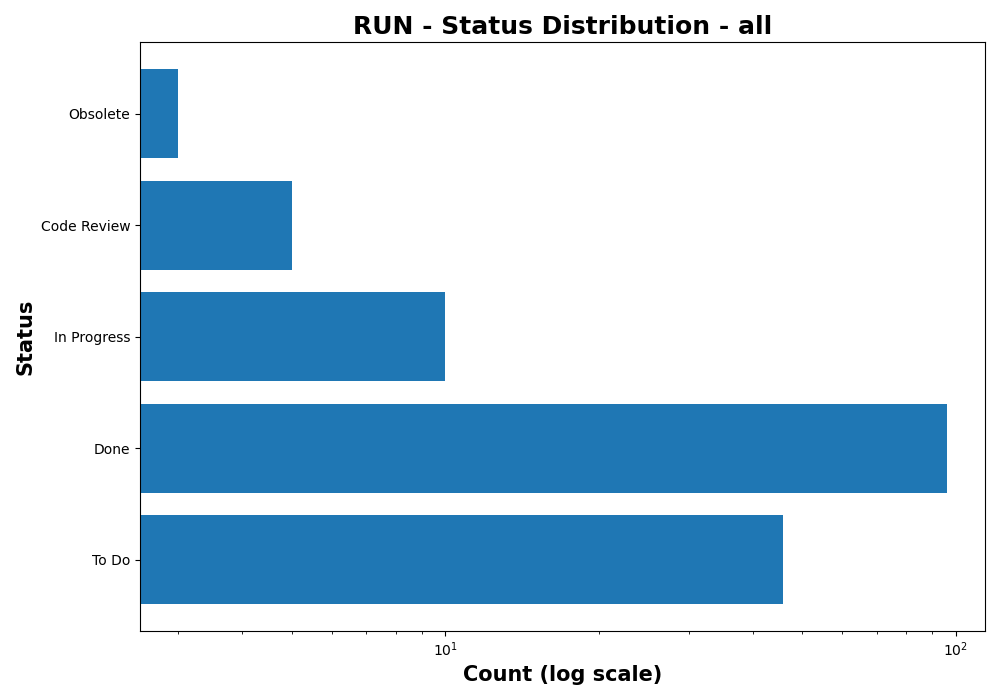 RUN - Status Distribution - all
Obsolete
Code Review
In Progress
Done
To Do
Status
10¹
10²
Count (log scale)